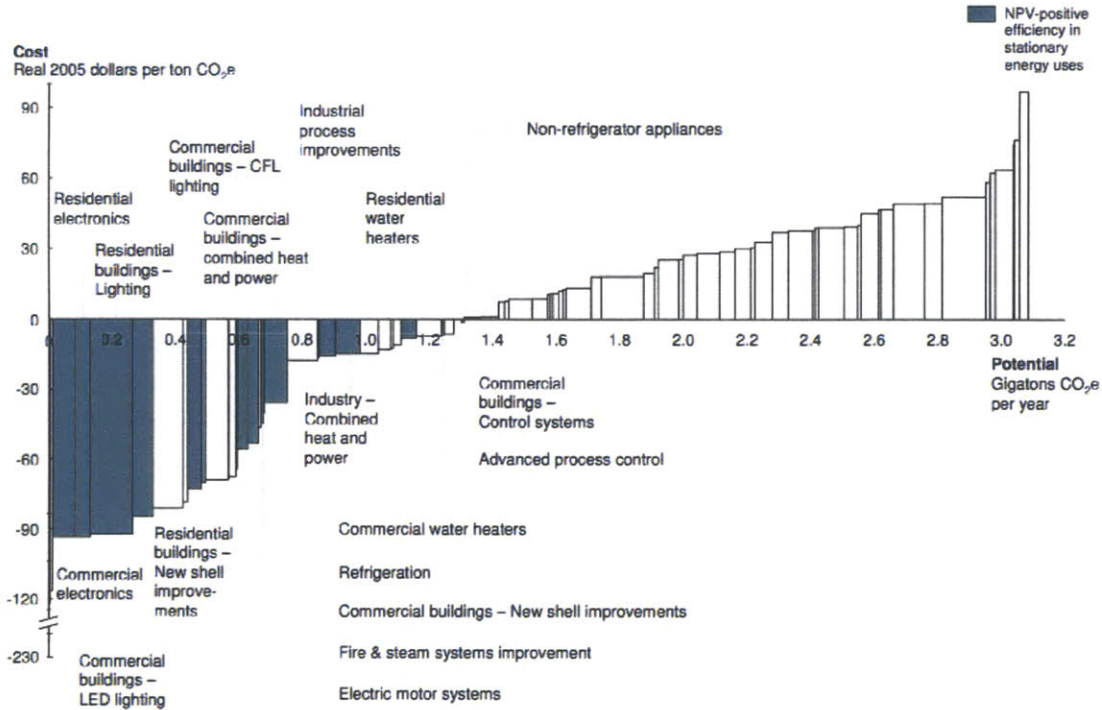 NPV-positive
efficiency in
stationary
energy uses
Cost
Real 2005 dollars per ton CO₂e
90
60
30
0
-30
-60
-90
-120
-230
Industrial
process
improvements
Non-refrigerator appliances
Commercial
buildings – CFL
lighting
Residential
electronics
Residential
water
heaters
Commercial
buildings –
combined heat
and power
Residential
buildings –
Lighting
0 0.2 0.4 0.6 0.8 1.0 1.2 1.4 1.6 1.8 2.0 2.2 2.4 2.6 2.8 3.0 3.2
Potential
Gigatons CO₂e
per year
Industry –
Combined
heat and
power
Commercial
buildings –
Control systems
Advanced process control
Residential
buildings –
New shell
improve-
ments
Commercial
electronics
Commercial water heaters
Refrigeration
Commercial buildings – New shell improvements
Commercial
buildings –
LED lighting
Fire & steam systems improvement
Electric motor systems